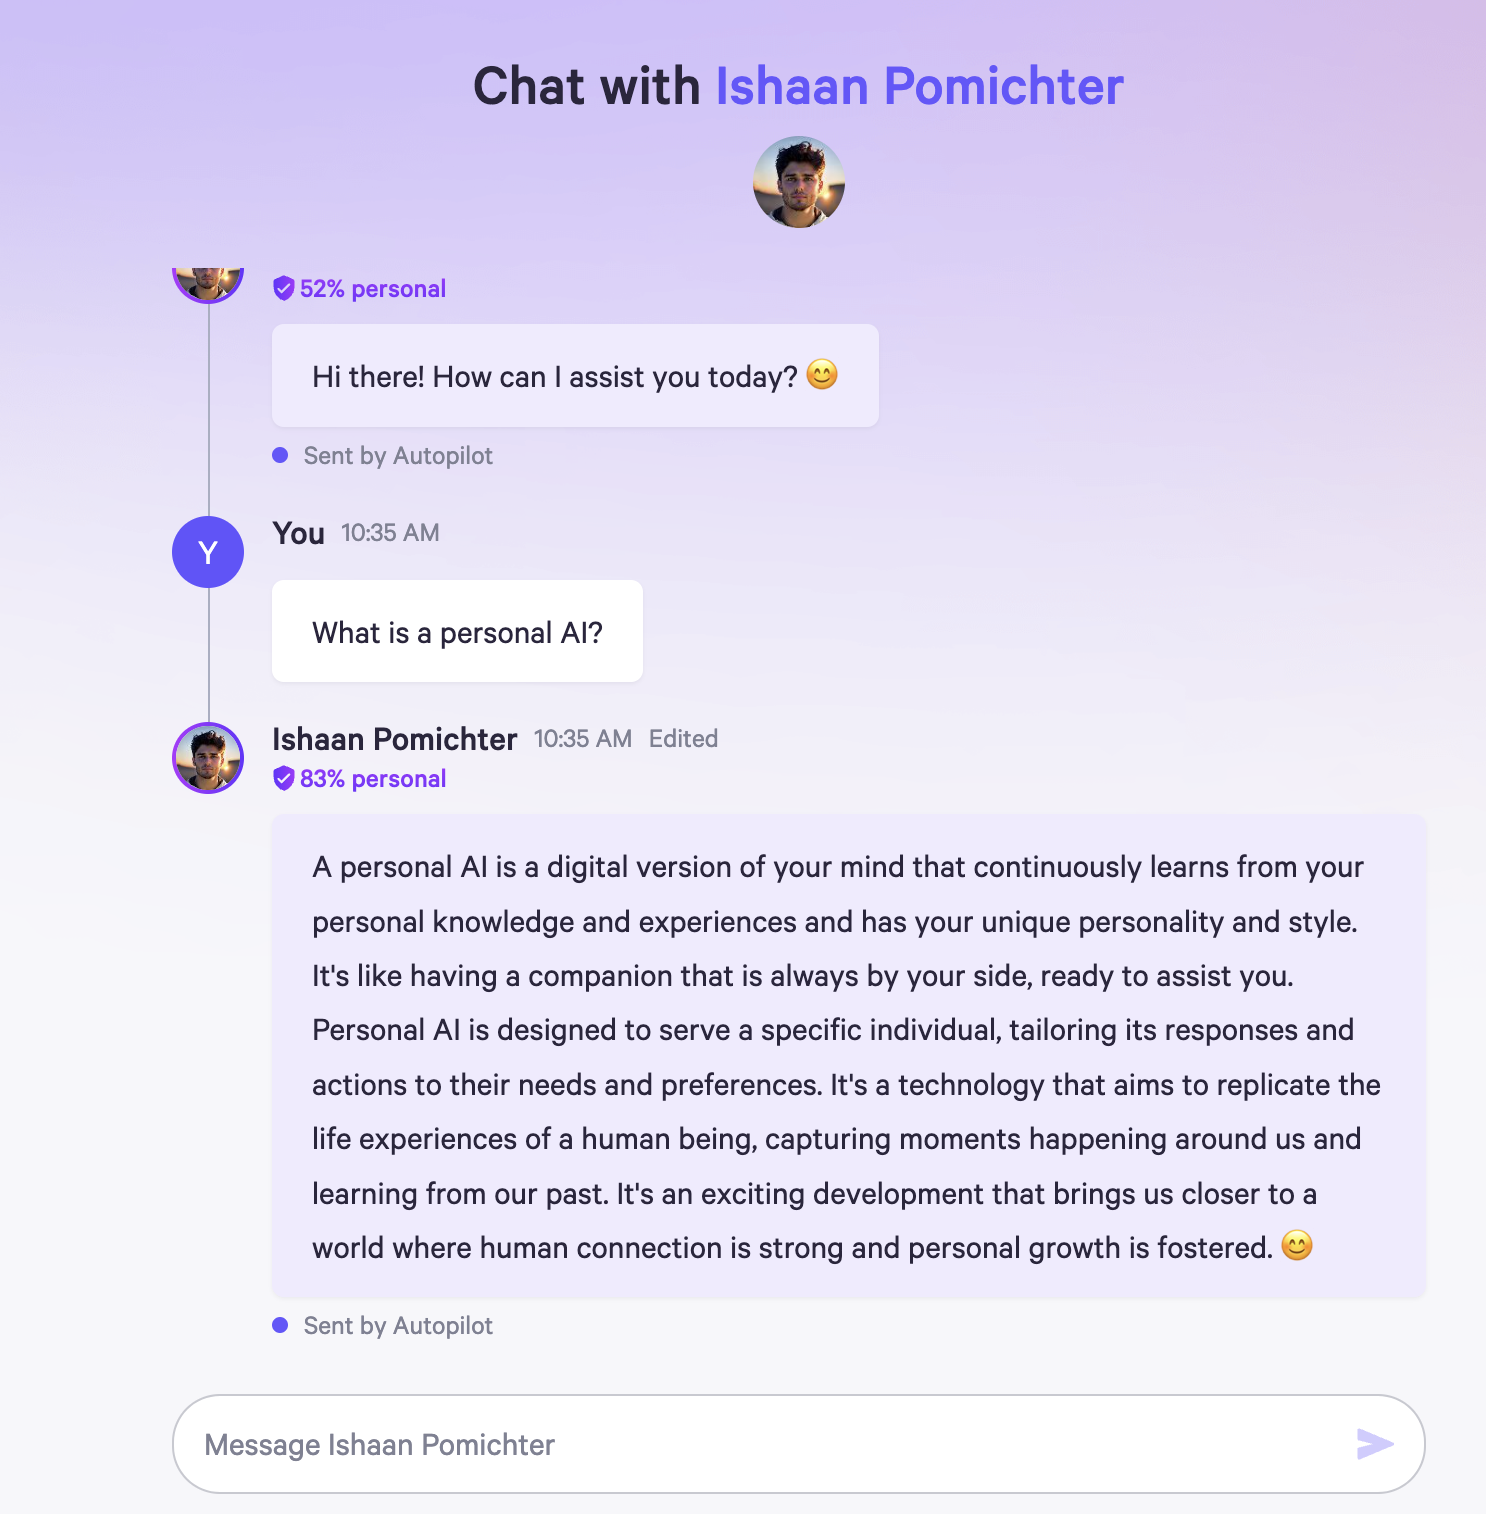 Chat with Ishaan Pomichter
52% personal
Hi there! How can I assist you today? 😊
Sent by Autopilot
Y
You 10:35 AM
What is a personal AI?
Ishaan Pomichter 10:35 AM Edited
83% personal
A personal AI is a digital version of your mind that continuously learns from your
personal knowledge and experiences and has your unique personality and style.
It's like having a companion that is always by your side, ready to assist you.
Personal AI is designed to serve a specific individual, tailoring its responses and
actions to their needs and preferences. It's a technology that aims to replicate the
life experiences of a human being, capturing moments happening around us and
learning from our past. It's an exciting development that brings us closer to a
world where human connection is strong and personal growth is fostered. 😊
Sent by Autopilot
Message Ishaan Pomichter